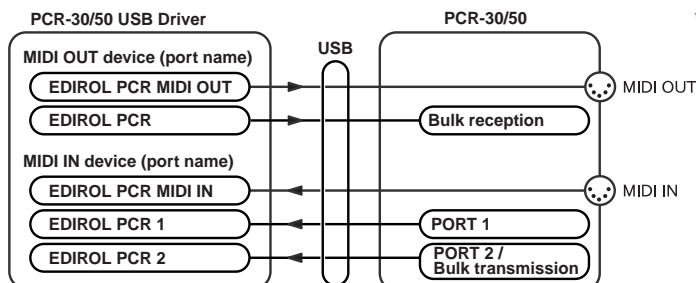 PCR-30/50 USB Driver
PCR-30/50
USB
MIDI OUT device (port name)
EDIROL PCR MIDI OUT
MIDI OUT
EDIROL PCR
Bulk reception
MIDI IN device (port name)
EDIROL PCR MIDI IN
MIDI IN
EDIROL PCR 1
PORT 1
EDIROL PCR 2
PORT 2 /
Bulk transmission